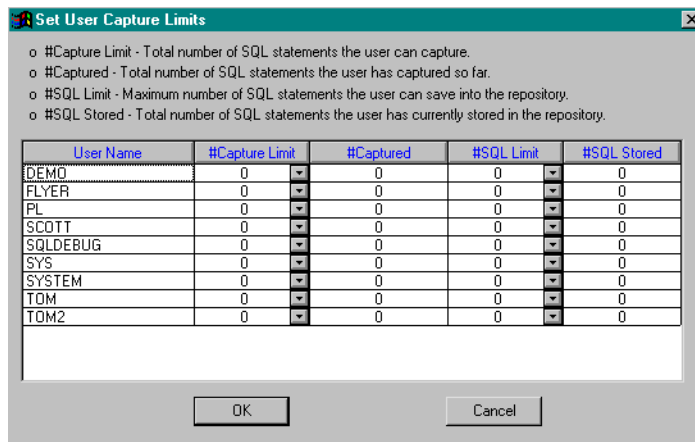 Set User Capture Limits
o #Capture Limit - Total number of SQL statements the user can capture.
o #Captured - Total number of SQL statements the user has captured so far.
o #SQL Limit - Maximum number of SQL statements the user can save into the repository.
o #SQL Stored - Total number of SQL statements the user has currently stored in the repository.
User Name #Capture Limit #Captured #SQL Limit #SQL Stored
DEMO 0 0 0 0
FLYER 0 0 0 0
PL 0 0 0 0
SCOTT 0 0 0 0
SQLDEBUG 0 0 0 0
SYS 0 0 0 0
SYSTEM 0 0 0 0
TOM 0 0 0 0
TOM2 0 0 0 0
OK Cancel